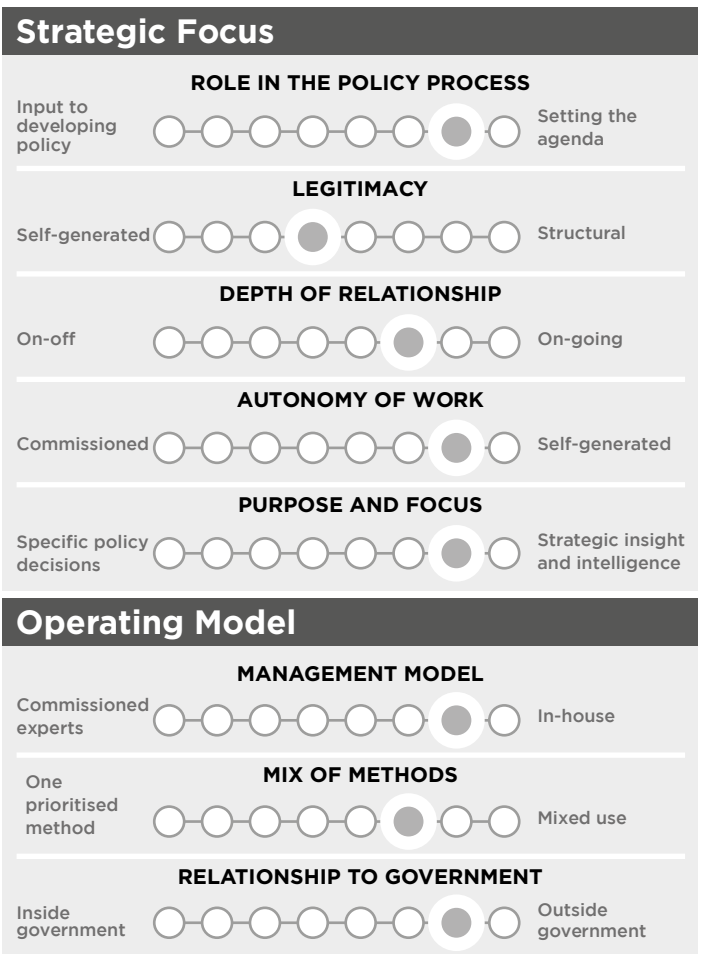 Strategic Focus
ROLE IN THE POLICY PROCESS
Input to
developing
policy
Setting the
agenda
LEGITIMACY
Self-generated
Structural
DEPTH OF RELATIONSHIP
On-off
On-going
AUTONOMY OF WORK
Commissioned
Self-generated
PURPOSE AND FOCUS
Specific policy
decisions
Strategic insight
and intelligence
Operating Model
MANAGEMENT MODEL
Commissioned
experts
In-house
MIX OF METHODS
One
prioritised
method
Mixed use
RELATIONSHIP TO GOVERNMENT
Inside
government
Outside
government